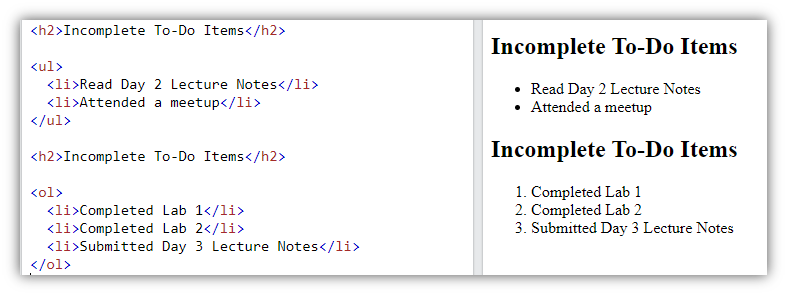 <h2>Incomplete To-Do Items</h2>
<ul>
<li>Read Day 2 Lecture Notes</li>
<li>Attended a meetup</li>
</ul>
<h2>Incomplete To-Do Items</h2>
<ol>
<li>Completed Lab 1</li>
<li>Completed Lab 2</li>
<li>Submitted Day 3 Lecture Notes</li>
</ol>
Incomplete To-Do Items
• Read Day 2 Lecture Notes
• Attended a meetup
Incomplete To-Do Items
1. Completed Lab 1
2. Completed Lab 2
3. Submitted Day 3 Lecture Notes